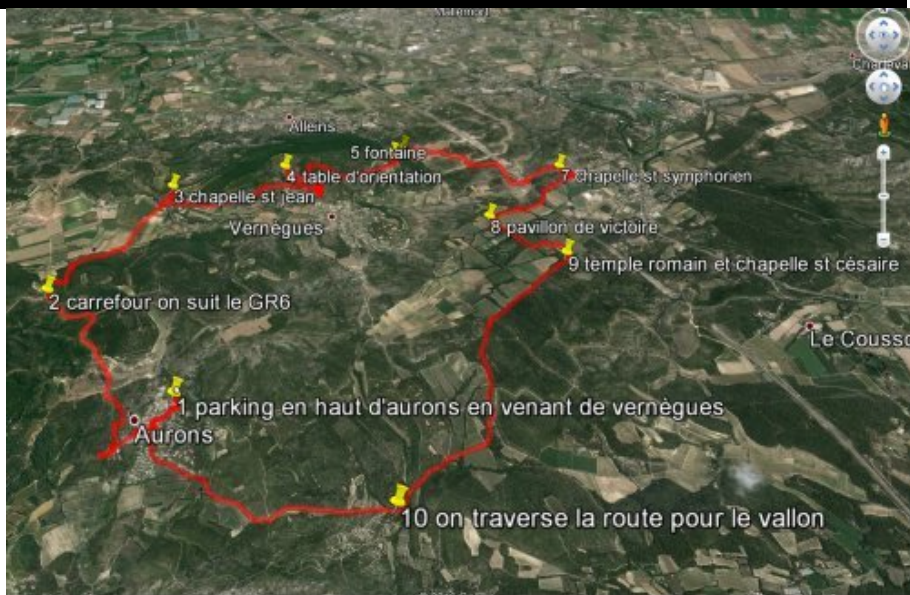 Alleins
5 fontaine
4 table d'orientation
7 chapelle st symphorien
3 chapelle st jean
Vernègues
8 pavillon de victoire
9 temple romain et chapelle st césaire
2 carrefour on suit le GR6
Le Cousso
1 parking en haut d'aurons en venant de vernègues
Aurons
10 on traverse la route pour le vallon